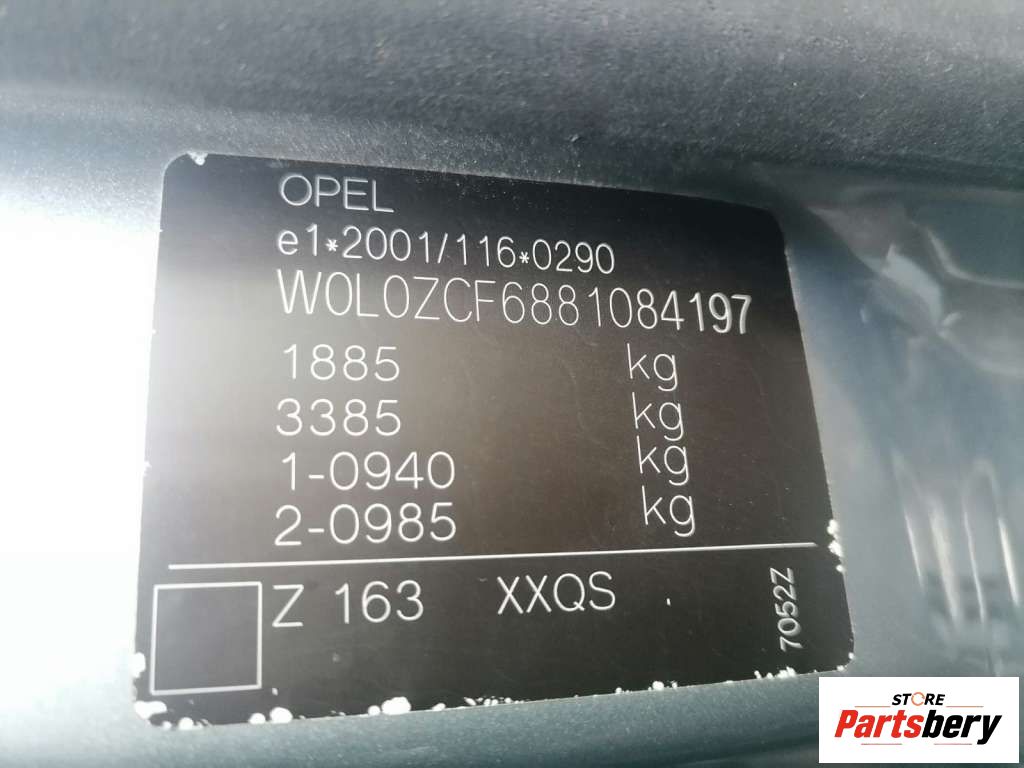 OPEL
e1*2001/116*0290
W0L0ZCF6881084197
1885 kg
3385 kg
1-0940 kg
2-0985 kg
Z 163 XXQS
7052Z
STORE
Partsbery